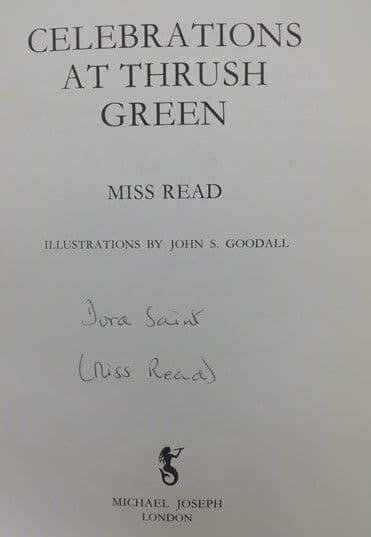 CELEBRATIONS
AT THRUSH
GREEN
MISS READ
ILLUSTRATIONS BY JOHN S. GOODALL
Dora Saint
(Miss Read)
MICHAEL JOSEPH
LONDON